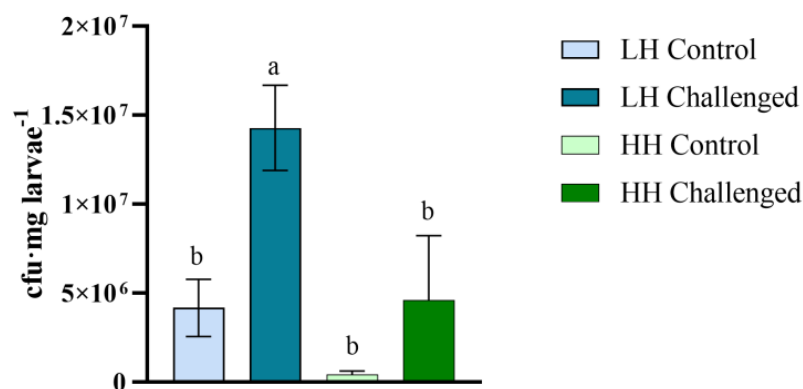 2×10⁷
1.5×10⁷
1×10⁷
5×10⁶
0
cfu·mg larvae⁻¹
b
a
b
b
LH Control
LH Challenged
HH Control
HH Challenged